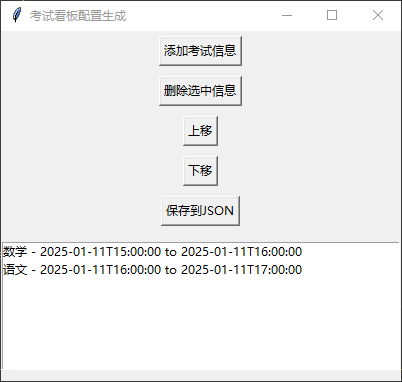 考试看板配置生成
添加考试信息
删除选中信息
上移
下移
保存到JSON
数学 - 2025-01-11T15:00:00 to 2025-01-11T16:00:00
语文 - 2025-01-11T16:00:00 to 2025-01-11T17:00:00